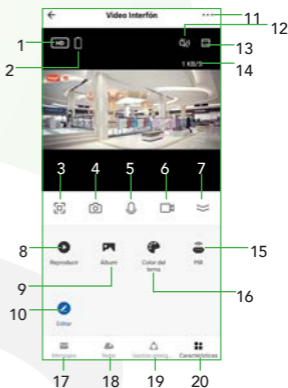 Video Interfón
11
12
1
HD
2
13
1 KB/S
14
3
4
5
6
7
8
Reproducir
Álbum
Color del tema
PIR
15
9
16
10
Editar
Mensajes
Características
17
18
19
20